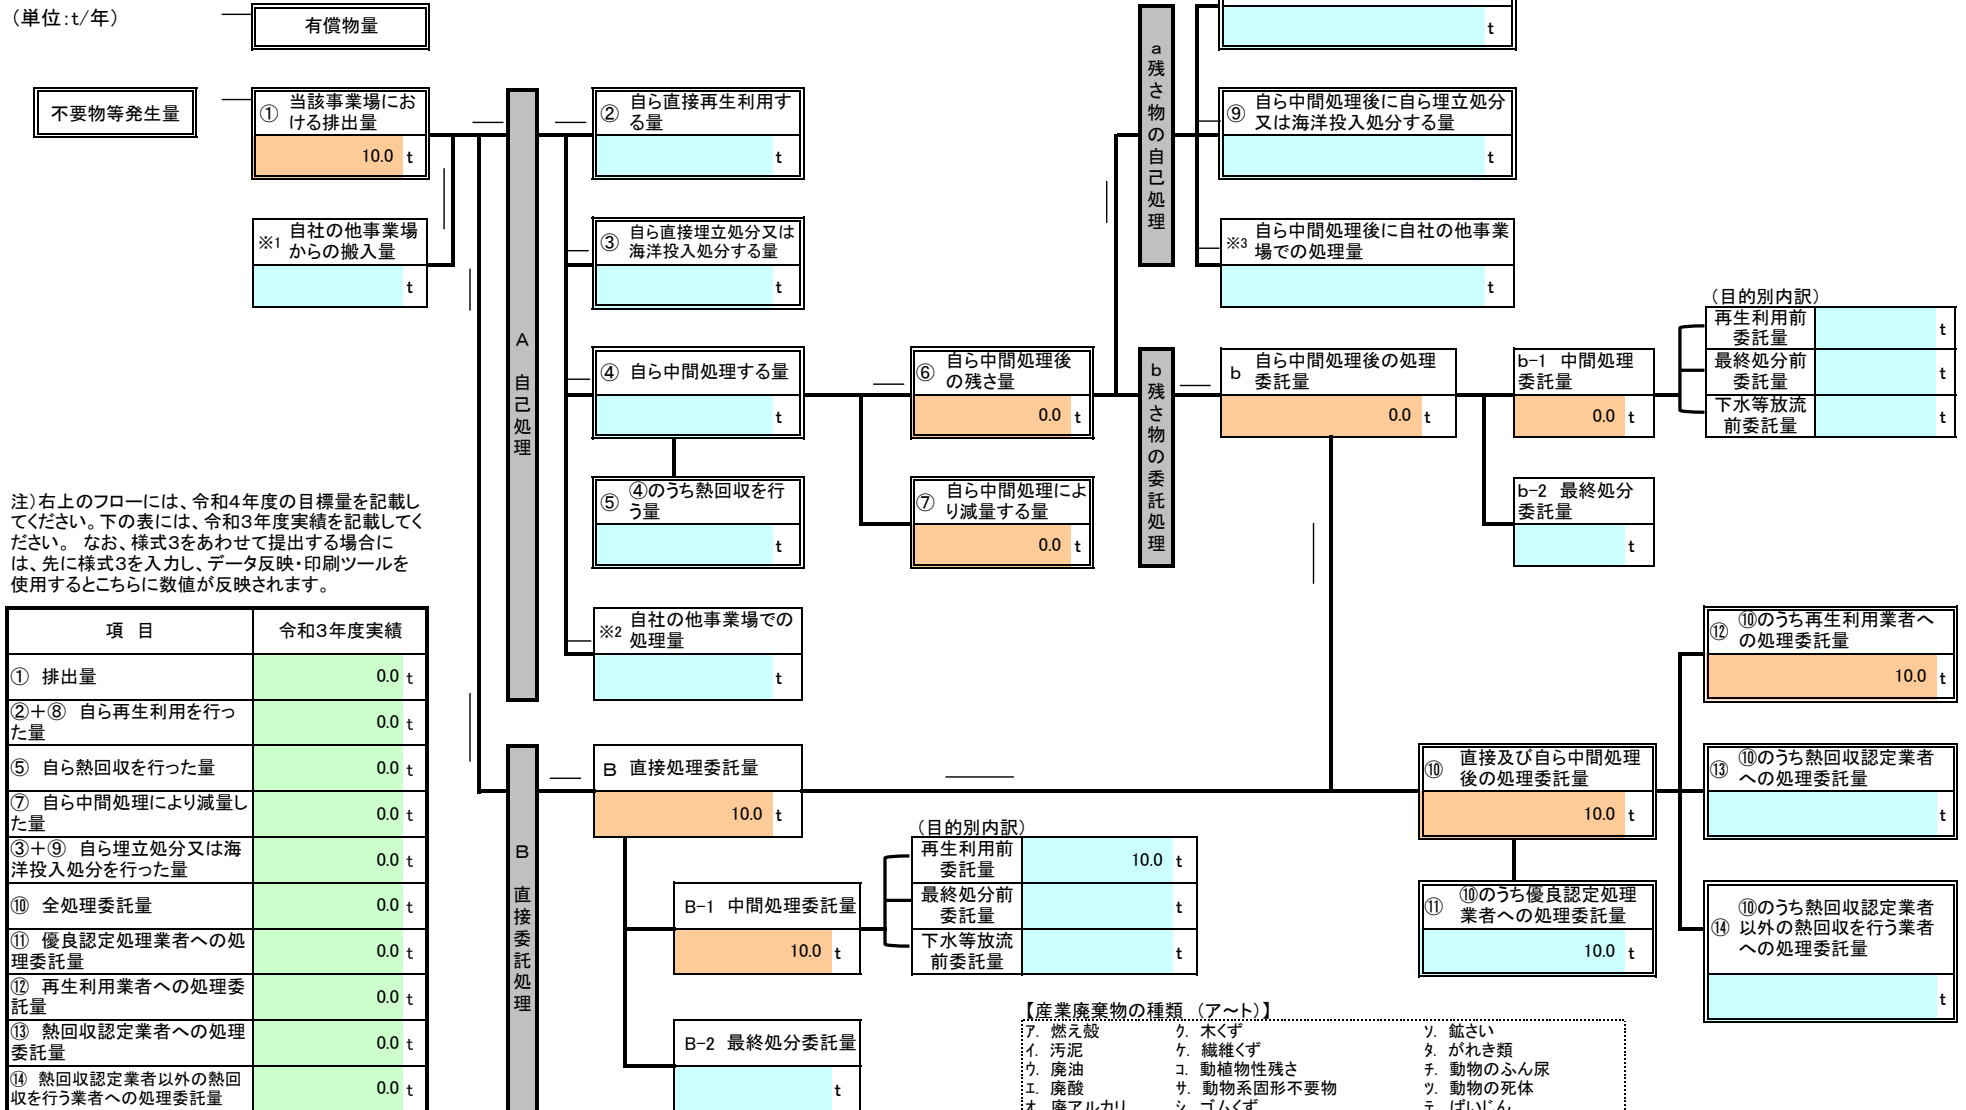 （単位:t/年）
有償物量
t
不要物等発生量
① 当該事業場にお
ける排出量
10.0 t
※1 自社の他事業場
からの搬入量
t
A 自己処理
② 自ら直接再生利用す
る量
t
③ 自ら直接埋立処分又は
海洋投入処分する量
t
④ 自ら中間処理する量
t
⑤ ④のうち熱回収を行
う量
t
※2 自社の他事業場での
処理量
t
⑥ 自ら中間処理後
の残さ量
0.0 t
⑦ 自ら中間処理によ
り減量する量
0.0 t
a 残さ物の自己処理
⑨ 自ら中間処理後に自ら埋立処分
又は海洋投入処分する量
t
※3 自ら中間処理後に自社の他事業
場での処理量
t
b 残さ物の委託処理
b 自ら中間処理後の処理
委託量
0.0 t
b-1 中間処理
委託量
0.0 t
b-2 最終処分
委託量
t
（目的別内訳）
再生利用前
委託量
t
最終処分前
委託量
t
下水等放流
前委託量
t
注）右上のフローには、令和4年度の目標量を記載し
てください。下の表には、令和3年度実績を記載してく
ださい。 なお、様式3をあわせて提出する場合に
は、先に様式3を入力し、データ反映・印刷ツールを
使用するとこちらに数値が反映されます。
項 目 令和3年度実績
① 排出量 0.0 t
②＋⑧ 自ら再生利用を行っ
た量 0.0 t
⑤ 自ら熱回収を行った量 0.0 t
⑦ 自ら中間処理により減量し
た量 0.0 t
③＋⑨ 自ら埋立処分又は海
洋投入処分を行った量 0.0 t
⑩ 全処理委託量 0.0 t
⑪ 優良認定処理業者への処
理委託量 0.0 t
⑫ 再生利用業者への処理委
託量 0.0 t
⑬ 熱回収認定業者への処理
委託量 0.0 t
⑭ 熱回収認定業者以外の熱回
収を行う業者への処理委託量 0.0 t
B 直接委託処理
B 直接処理委託量
10.0 t
B-1 中間処理委託量
10.0 t
B-2 最終処分委託量
t
（目的別内訳）
再生利用前
委託量
10.0 t
最終処分前
委託量
t
下水等放流
前委託量
t
⑩ 直接及び自ら中間処理
後の処理委託量
10.0 t
⑪ ⑩のうち優良認定処理
業者への処理委託量
10.0 t
⑫ ⑩のうち再生利用業者へ
の処理委託量
10.0 t
⑬ ⑩のうち熱回収認定業者
への処理委託量
t
⑭ ⑩のうち熱回収認定業者
以外の熱回収を行う業者
への処理委託量
t
【産業廃棄物の種類 （ア～ト）】
ア. 燃え殻 ク. 木くず ソ. 鉱さい
イ. 汚泥 ケ. 繊維くず タ. がれき類
ウ. 廃油 コ. 動植物性残さ チ. 動物のふん尿
エ. 廃酸 サ. 動物系固形不要物 ツ. 動物の死体
オ. 廃アルカリ シ. ゴムくず テ. ばいじん